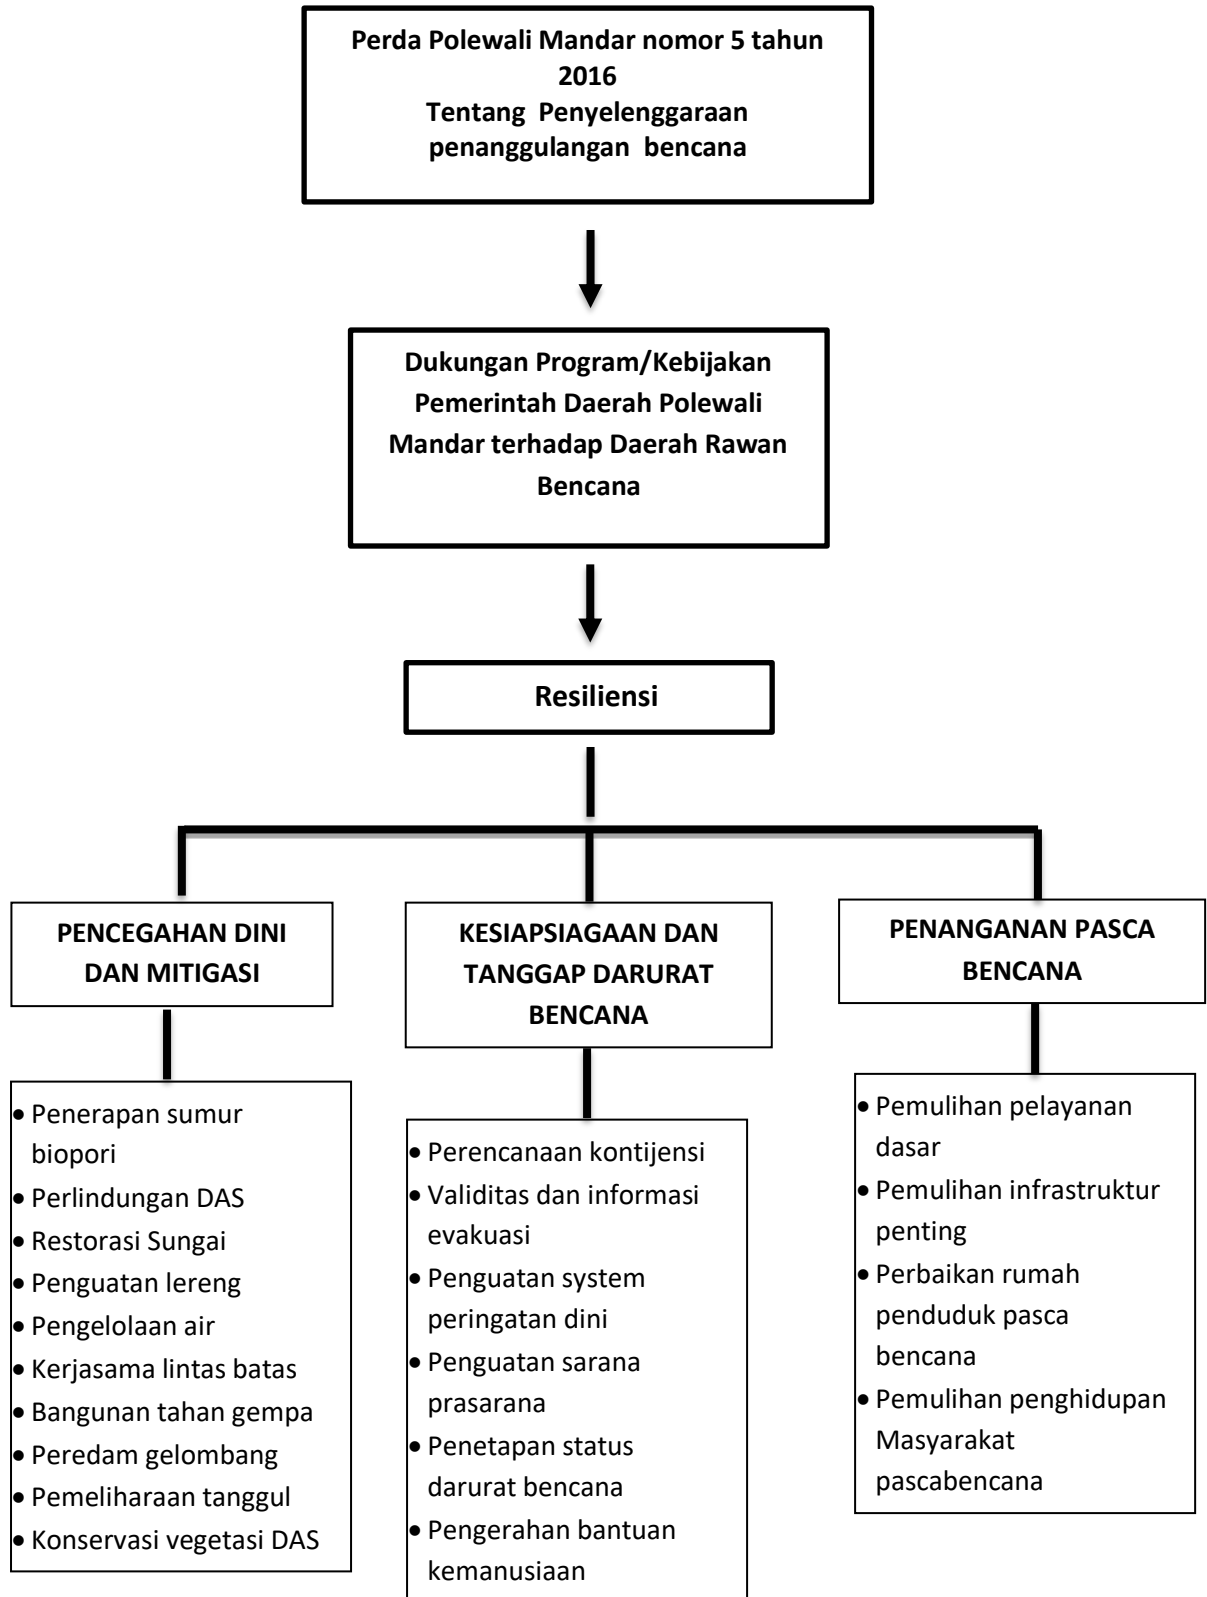 Perda Polewali Mandar nomor 5 tahun
2016
Tentang Penyelenggaraan
penanggulangan bencana
Dukungan Program/Kebijakan
Pemerintah Daerah Polewali
Mandar terhadap Daerah Rawan
Bencana
Resiliensi
PENCEGAHAN DINI
DAN MITIGASI
• Penerapan sumur
biopori
• Perlindungan DAS
• Restorasi Sungai
• Penguatan lereng
• Pengelolaan air
• Kerjasama lintas batas
• Bangunan tahan gempa
• Peredam gelombang
• Pemeliharaan tanggul
• Konservasi vegetasi DAS
KESIAPSIAGAAN DAN
TANGGAP DARURAT
BENCANA
• Perencanaan kontijensi
• Validitas dan informasi
evakuasi
• Penguatan system
peringatan dini
• Penguatan sarana
prasarana
• Penetapan status
darurat bencana
• Pengerahan bantuan
kemanusiaan
PENANGANAN PASCA
BENCANA
• Pemulihan pelayanan
dasar
• Pemulihan infrastruktur
penting
• Perbaikan rumah
penduduk pasca
bencana
• Pemulihan penghidupan
Masyarakat
pascabencana